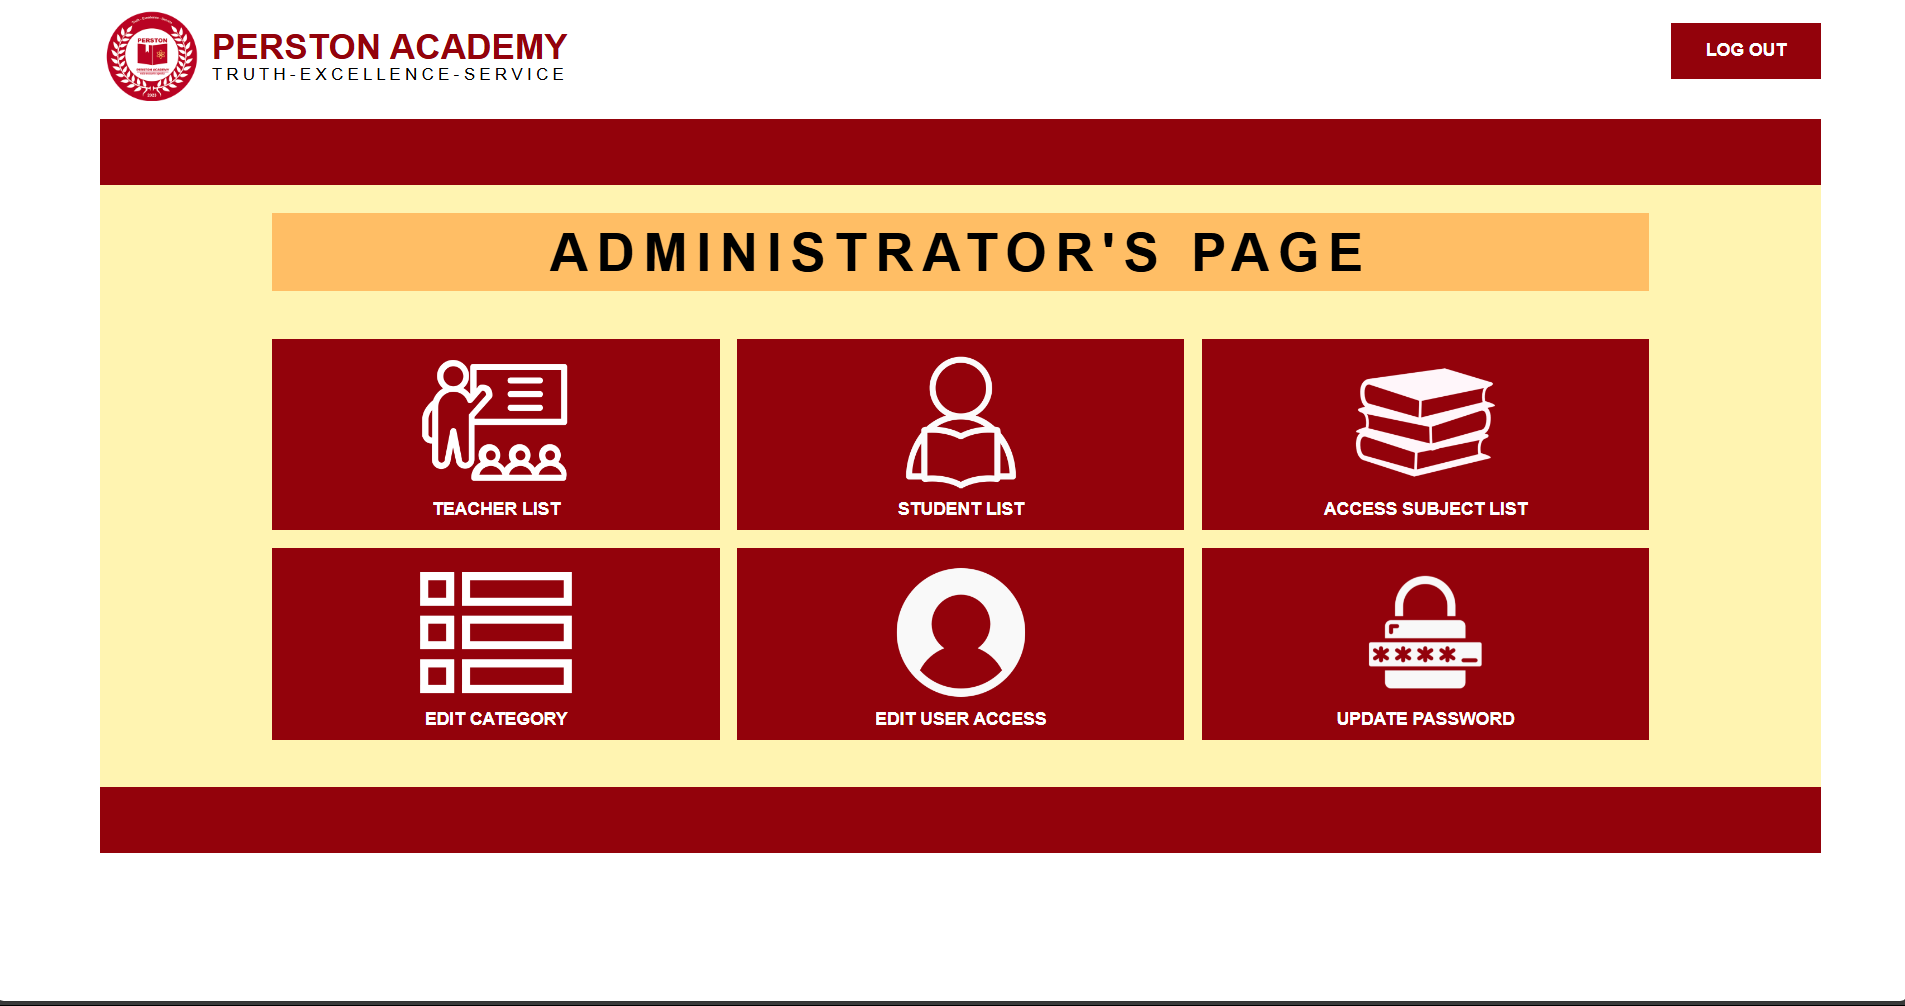 PERSTON
2021
PERSTON ACADEMY
TRUTH-EXCELLENCE-SERVICE
LOG OUT
ADMINISTRATOR'S PAGE
TEACHER LIST
STUDENT LIST
ACCESS SUBJECT LIST
EDIT CATEGORY
EDIT USER ACCESS
UPDATE PASSWORD